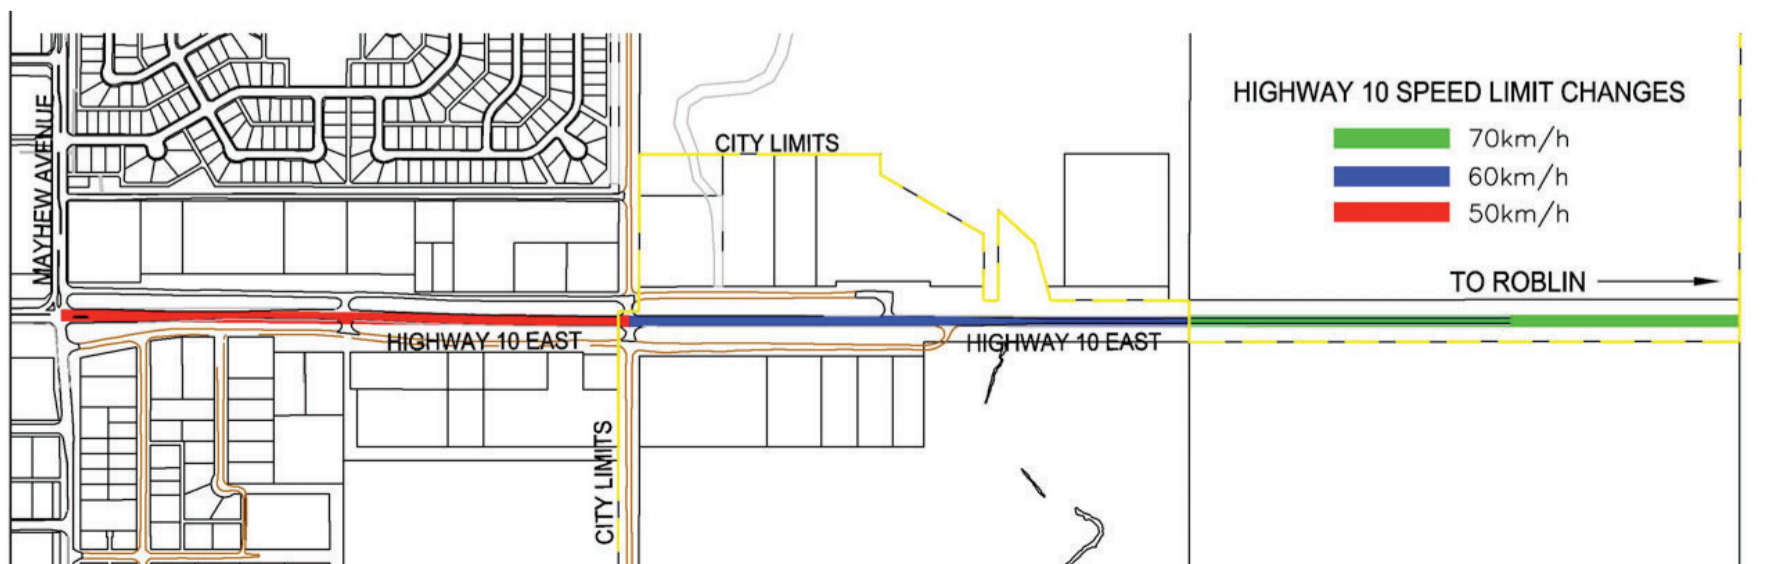 HIGHWAY 10 SPEED LIMIT CHANGES
70km/h
60km/h
50km/h
MAYHEW AVENUE
CITY LIMITS
TO ROBLIN
HIGHWAY 10 EAST
HIGHWAY 10 EAST
CITY LIMITS